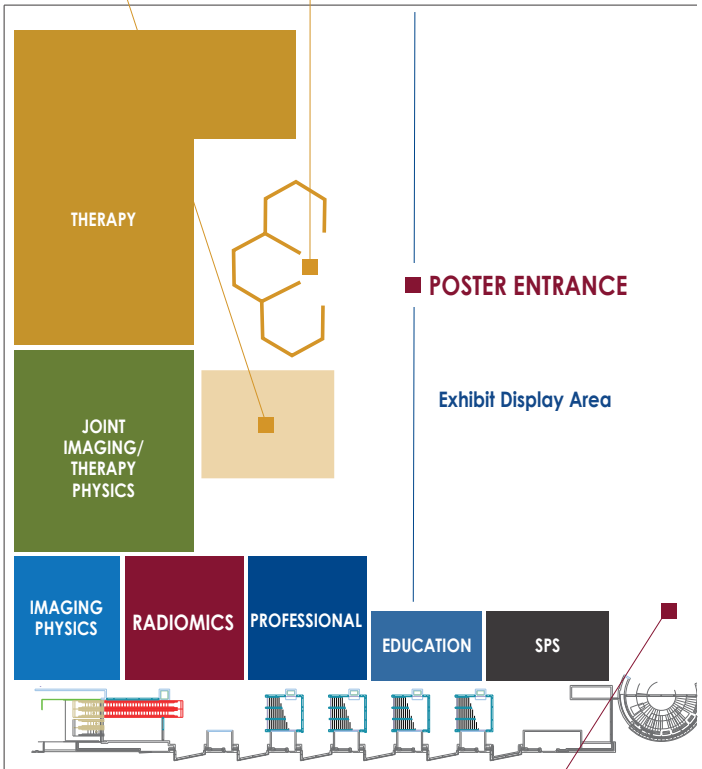 THERAPY
POSTER ENTRANCE
Exhibit Display Area
JOINT
IMAGING/
THERAPY
PHYSICS
IMAGING
PHYSICS
RADIOMICS
PROFESSIONAL
EDUCATION
SPS